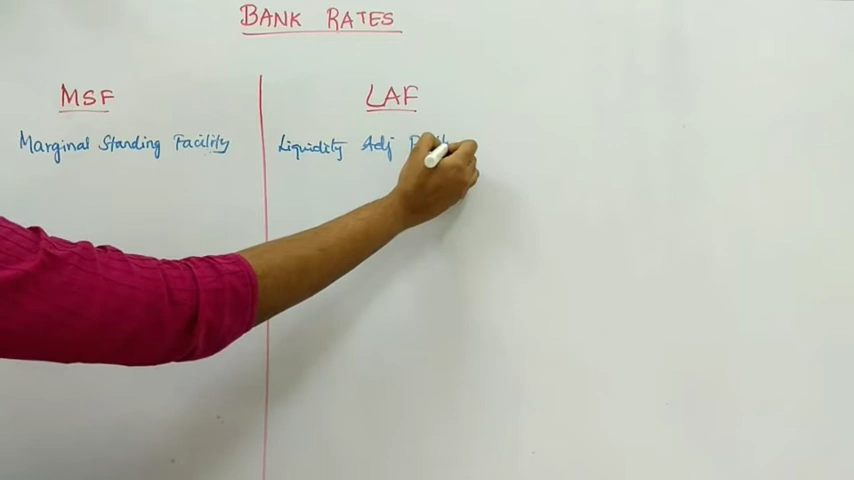 BANK RATES
MSF
LAF
Marginal Standing Facility
Liquidity Adj